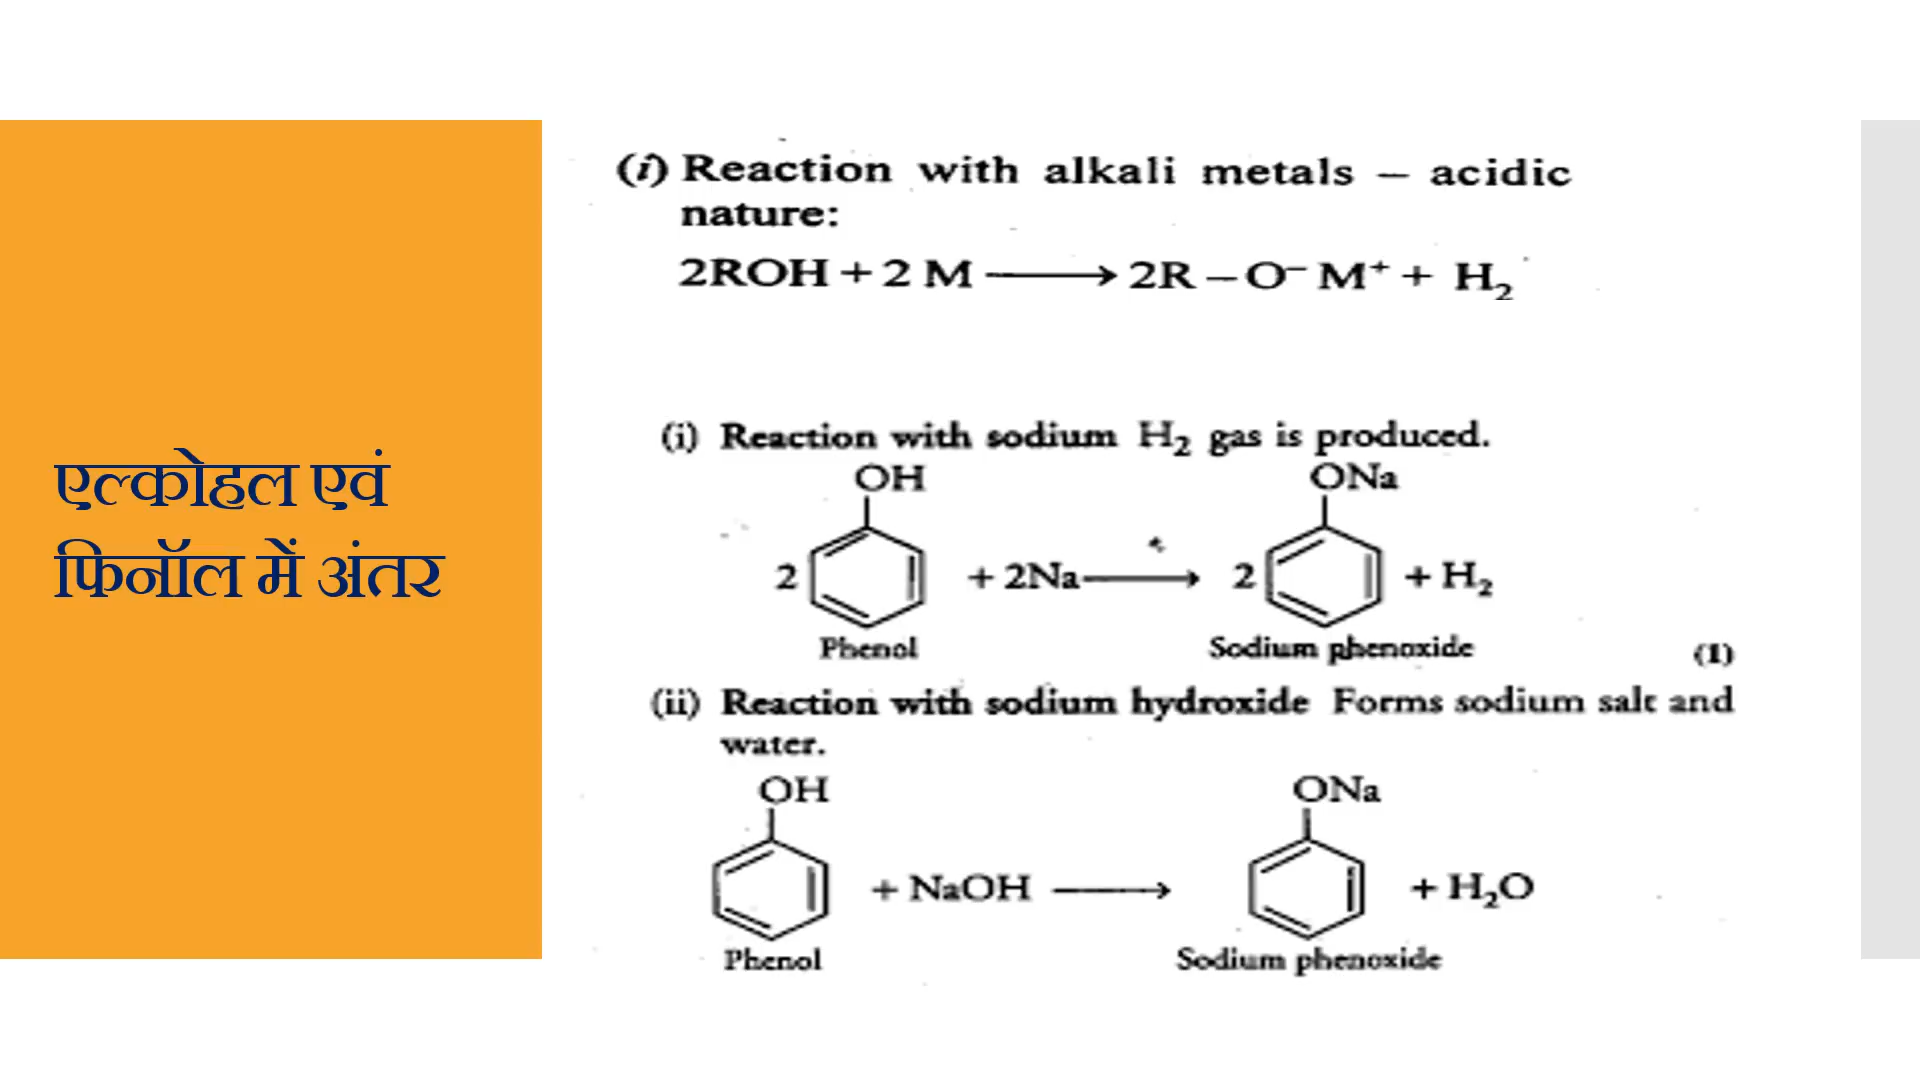 एल्कोहल एवं
फिनॉल में अंतर
(i) Reaction with alkali metals – acidic
nature:
2ROH + 2 M ⟶ 2R – O⁻ M⁺ + H₂
(i) Reaction with sodium H₂ gas is produced.
OH ONa
2 + 2Na ⟶ 2 + H₂
Phenol Sodium phenoxide (1)
(ii) Reaction with sodium hydroxide Forms sodium salt and
water.
OH ONa
+ NaOH ⟶ + H₂O
Phenol Sodium phenoxide